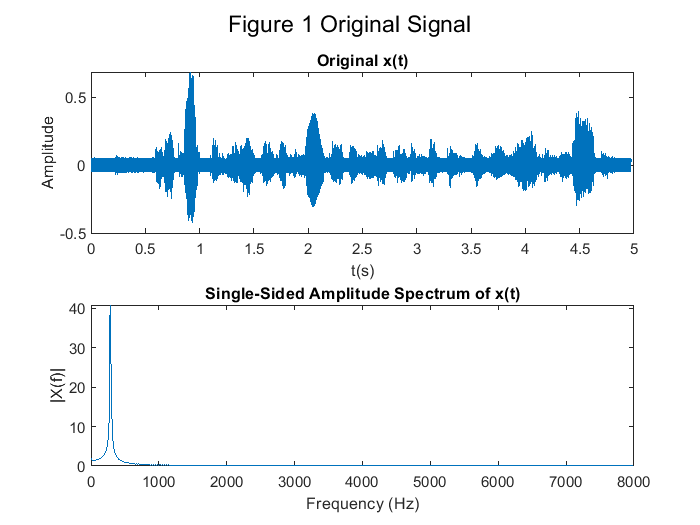 Figure 1 Original Signal
Original x(t)
0.5
0
-0.5
Amplitude
0 0.5 1 1.5 2 2.5 3 3.5 4 4.5 5
t(s)
Single-Sided Amplitude Spectrum of x(t)
40
30
20
10
0
|X(f)|
0 1000 2000 3000 4000 5000 6000 7000 8000
Frequency (Hz)